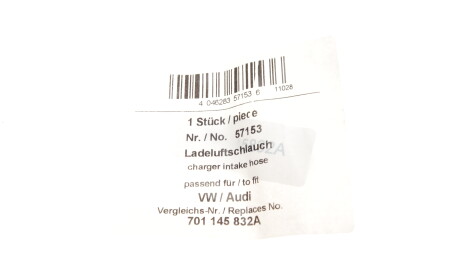 11026
4 046283 57153 6
1 Stück / piece
Nr. / No. 57153
Ladeluftschlauch
charger intake hose
passend für / to fit
VW / Audi
Vergleichs-Nr. / Replaces No.
701 145 832A